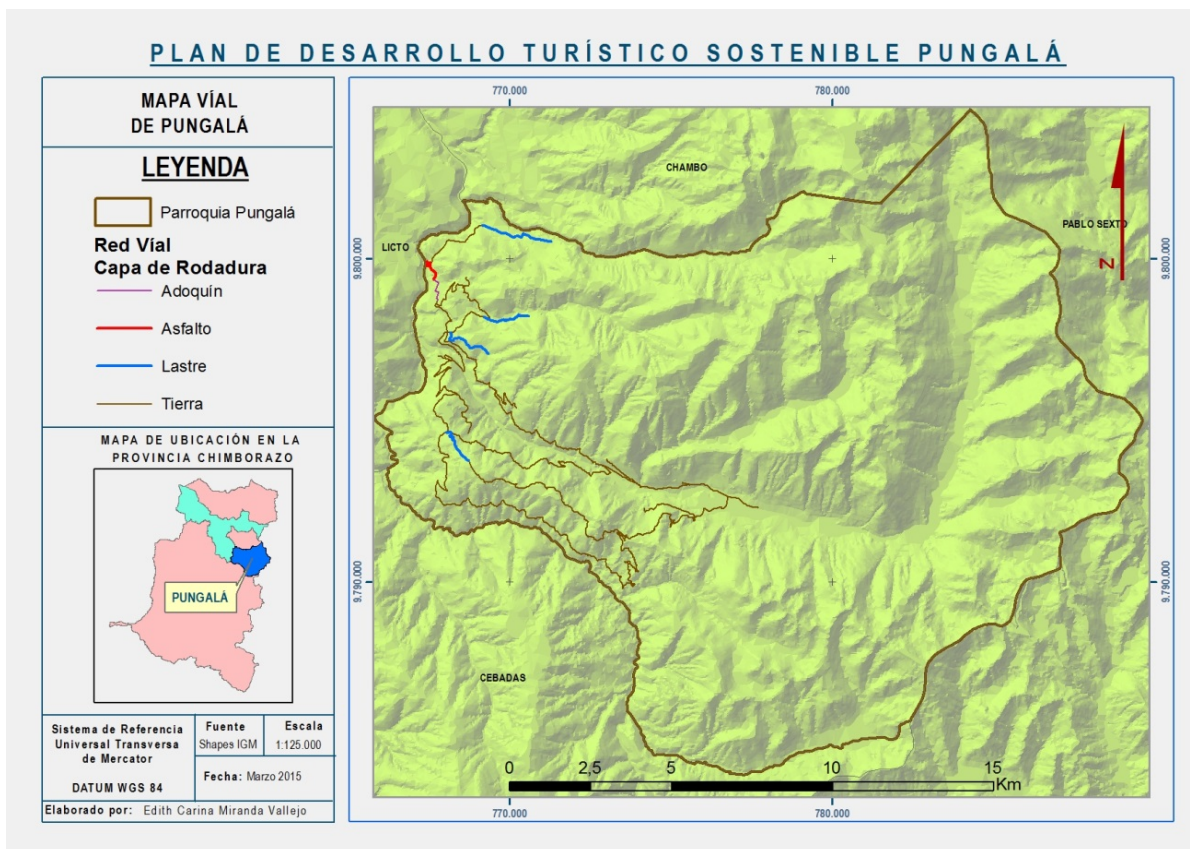 PLAN DE DESARROLLO TURÍSTICO SOSTENIBLE PUNGALÁ
MAPA VÍAL
DE PUNGALÁ
LEYENDA
Parroquia Pungalá
Red Víal
Capa de Rodadura
Adoquín
Asfalto
Lastre
Tierra
MAPA DE UBICACIÓN EN LA
PROVINCIA CHIMBORAZO
PUNGALÁ
Sistema de Referencia
Universal Transversa
de Mercator
DATUM WGS 84
Fuente
Shapes IGM
Escala
1:125.000
Fecha: Marzo 2015
Elaborado por: Edith Carina Miranda Vallejo
770.000
780.000
CHAMBO
PABLO SEXTO
LICTO
N
9.800.000
9.800.000
9.790.000
9.790.000
CEBADAS
0
2,5
5
10
15
Km
770.000
780.000